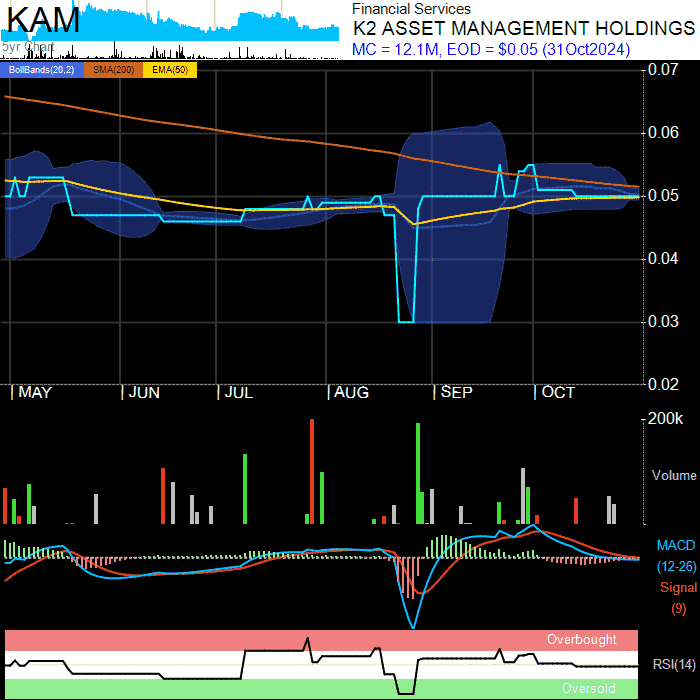 KAM
5yr Chart
Financial Services
K2 ASSET MANAGEMENT HOLDINGS
MC = 12.1M, EOD = $0.05 (31Oct2024)
BollBands(20,2) SMA(200) EMA(50)
0.07
0.06
0.05
0.04
0.03
0.02
MAY JUN JUL AUG SEP OCT
200k
Volume
MACD
(12-26)
Signal
(9)
Overbought
RSI(14)
Oversold